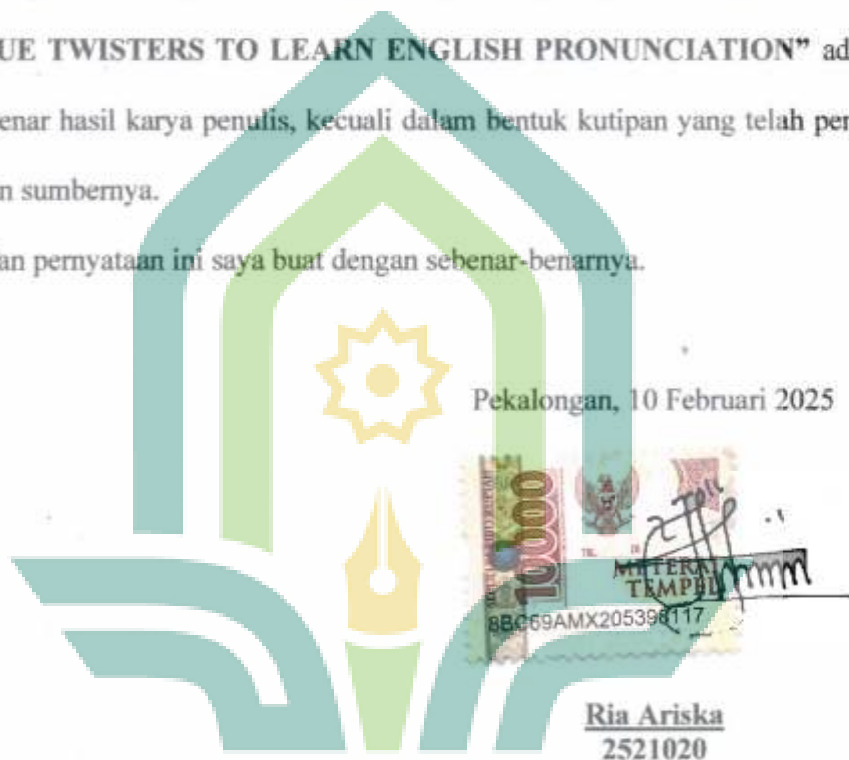 UE TWISTERS TO LEARN ENGLISH PRONUNCIATION” ad
enar hasil karya penulis, kecuali dalam bentuk kutipan yang telah pen
n sumbernya.
an pernyataan ini saya buat dengan sebenar-benarnya.
Pekalongan, 10 Februari 2025
10000
METERAI
TEMPEL
8BC69AMX205398117
Ria Ariska
2521020